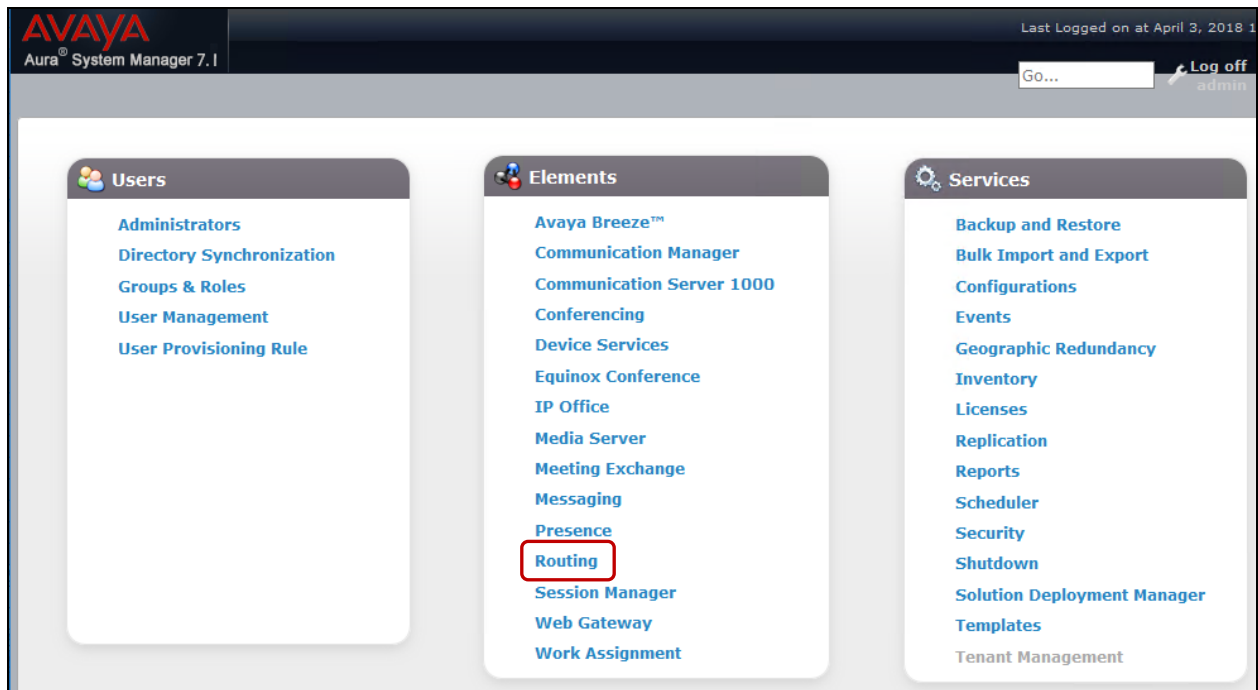 AVAYA
Aura® System Manager 7.1
Last Logged on at April 3, 2018 1
Go...
Log off
admin
Users
Administrators
Directory Synchronization
Groups & Roles
User Management
User Provisioning Rule
Elements
Avaya Breeze™
Communication Manager
Communication Server 1000
Conferencing
Device Services
Equinox Conference
IP Office
Media Server
Meeting Exchange
Messaging
Presence
Routing
Session Manager
Web Gateway
Work Assignment
Services
Backup and Restore
Bulk Import and Export
Configurations
Events
Geographic Redundancy
Inventory
Licenses
Replication
Reports
Scheduler
Security
Shutdown
Solution Deployment Manager
Templates
Tenant Management